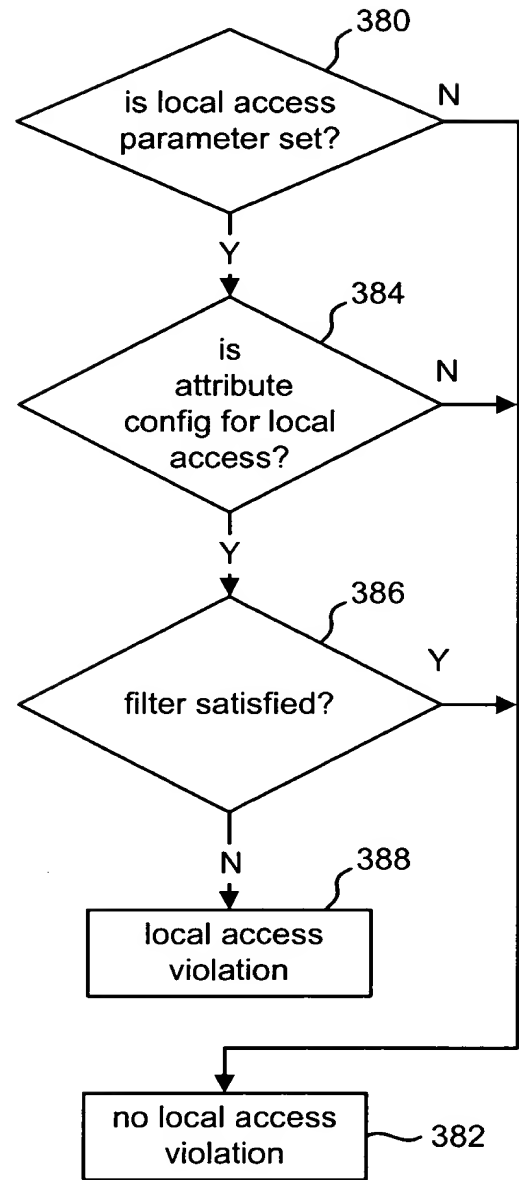 380
N
is local access
parameter set?
Y
384
N
is
attribute
config for local
access?
Y
386
Y
filter satisfied?
N
388
local access
violation
no local access
violation
382